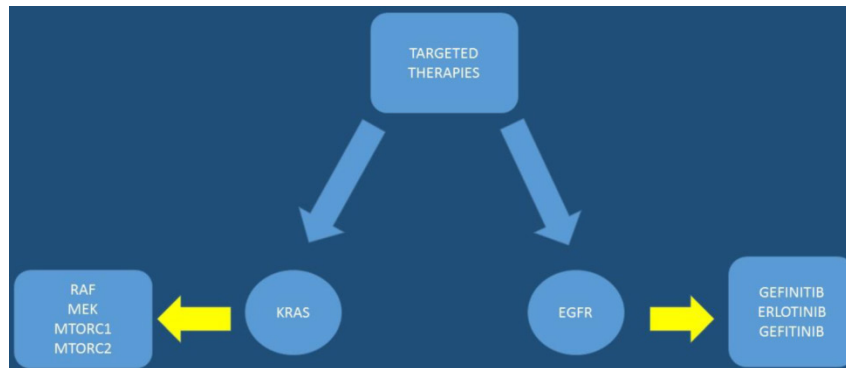 TARGETED
THERAPIES
RAF
MEK
MTORC1
MTORC2
KRAS
EGFR
GEFINITIB
ERLOTINIB
GEFITINIB